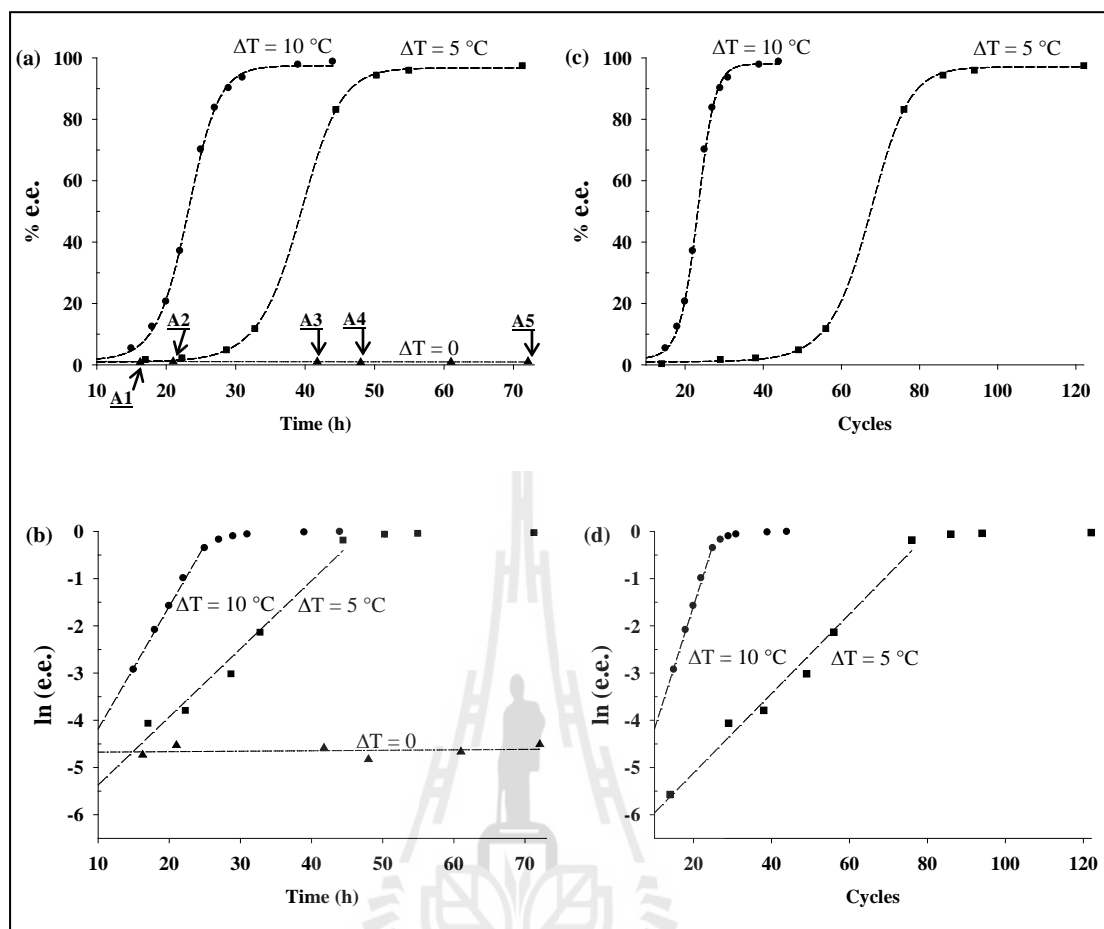 (a)
ΔT = 10 °C
ΔT = 5 °C
100
80
60
40
20
0
% e.e.
A1
A2
A3
A4
A5
ΔT = 0
10 20 30 40 50 60 70
Time (h)
(c)
ΔT = 10 °C
ΔT = 5 °C
100
80
60
40
20
0
% e.e.
20 40 60 80 100 120
Cycles
(b)
0
-1
-2
-3
-4
-5
-6
ln (e.e.)
ΔT = 10 °C
ΔT = 5 °C
ΔT = 0
10 20 30 40 50 60 70
Time (h)
(d)
0
-1
-2
-3
-4
-5
-6
ln (e.e.)
ΔT = 10 °C
ΔT = 5 °C
20 40 60 80 100 120
Cycles